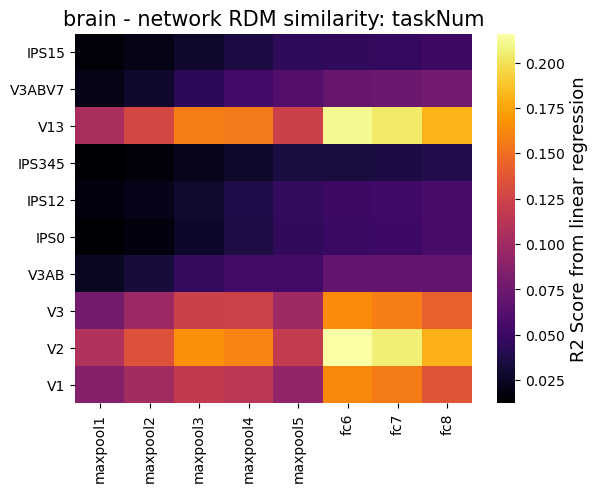 brain - network RDM similarity: taskNum
IPS15
V3ABV7
V13
IPS345
IPS12
IPS0
V3AB
V3
V2
V1
maxpool1
maxpool2
maxpool3
maxpool4
maxpool5
fc6
fc7
fc8
0.200
0.175
0.150
0.125
0.100
0.075
0.050
0.025
R2 Score from linear regression